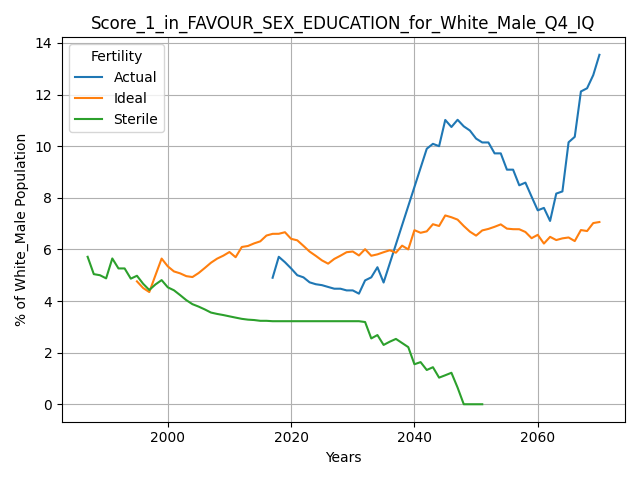 Score_1_in_FAVOUR_SEX_EDUCATION_for_White_Male_Q4_IQ
Fertility
Actual
Ideal
Sterile
% of White_Male Population
14
12
10
8
6
4
2
0
2000 2020 2040 2060
Years